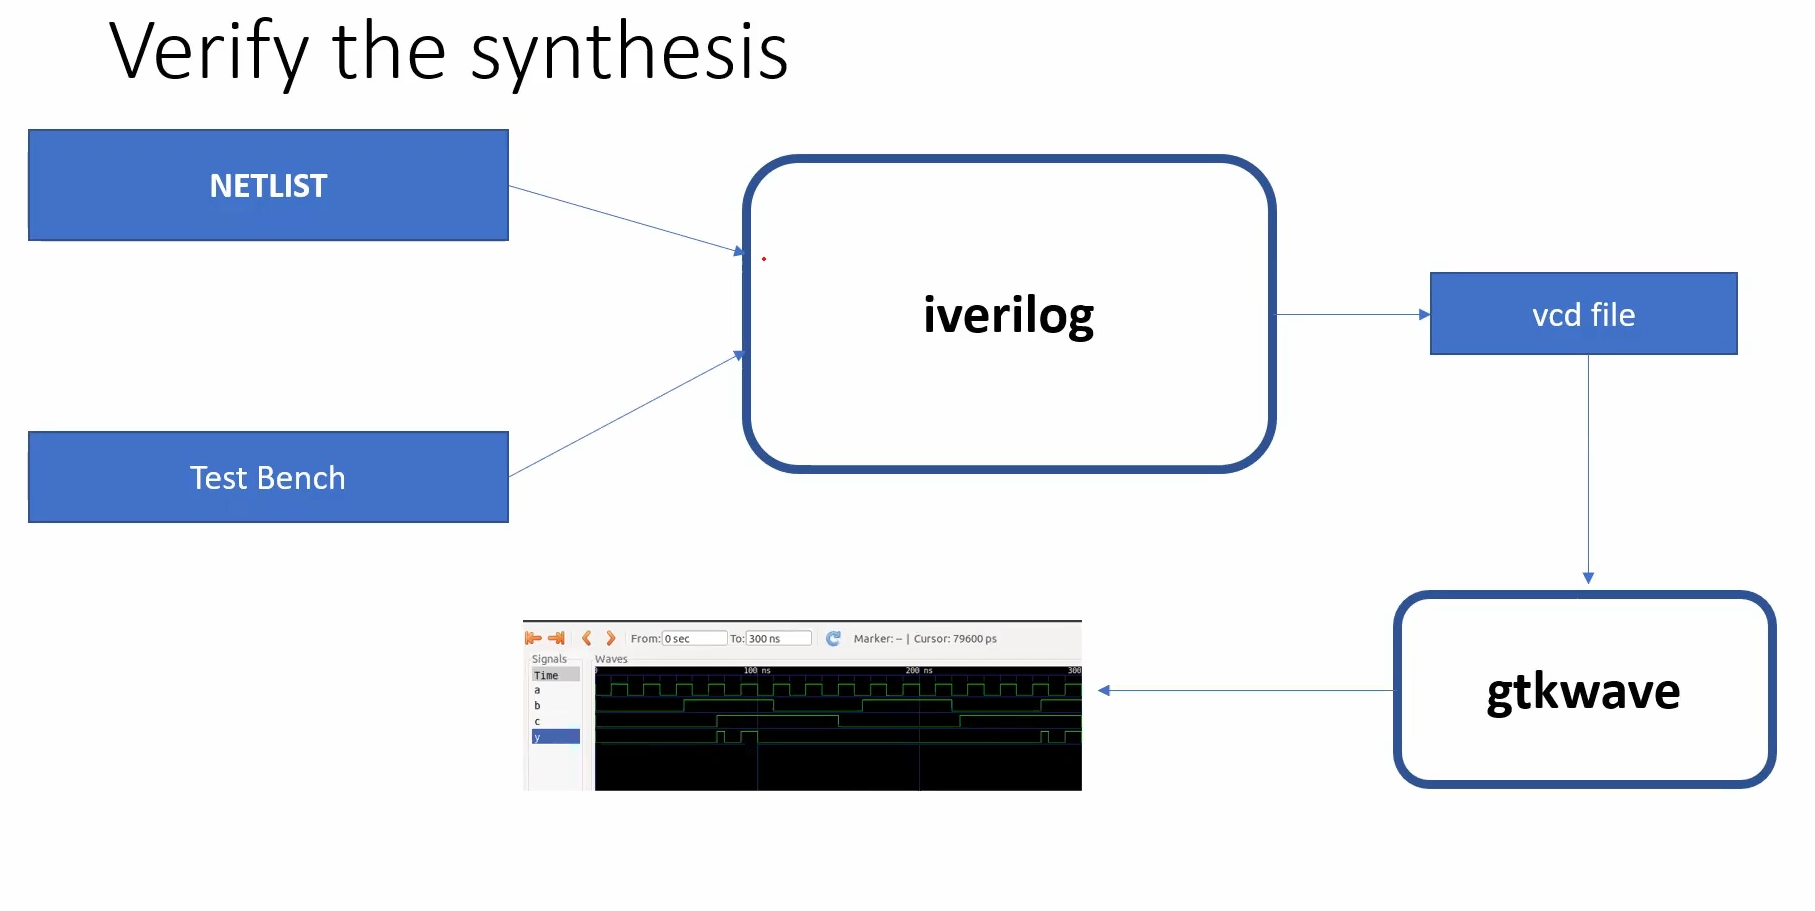 Verify the synthesis
NETLIST
iverilog
vcd file
Test Bench
From: 0 sec To: 300 ns Marker: -- | Cursor: 79600 ps
Signals Waves
Time
100 ns 200 ns 300
a
b
c
y
gtkwave